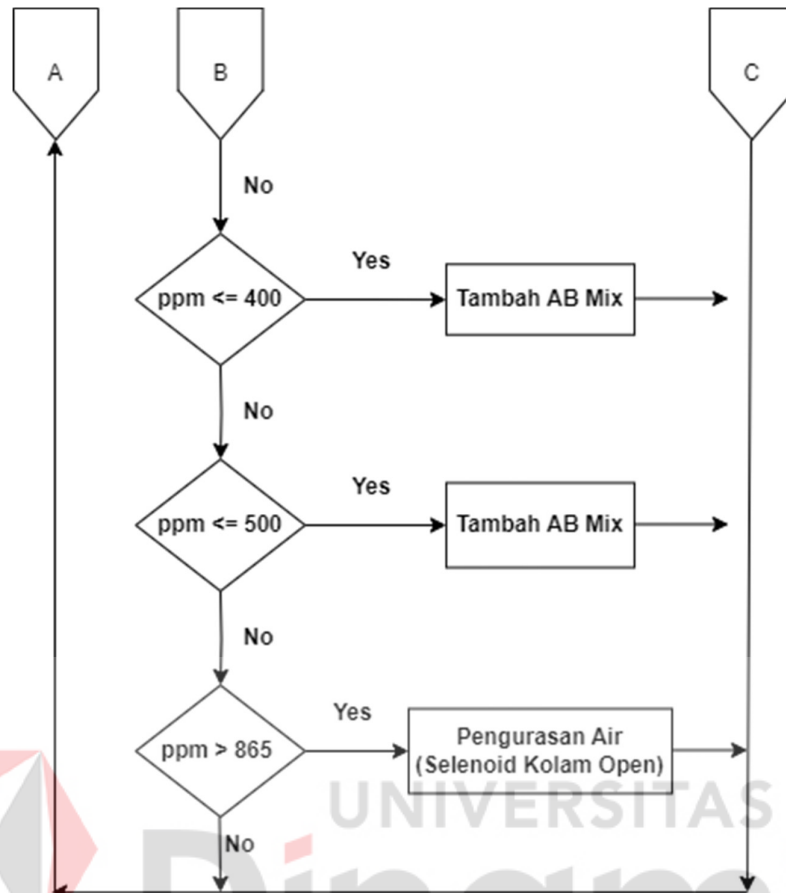 A
B
C
No
Yes
ppm <= 400
Tambah AB Mix
No
Yes
ppm <= 500
Tambah AB Mix
No
Yes
ppm > 865
Pengurasan Air
(Selenoid Kolam Open)
UNIVERSITAS
No